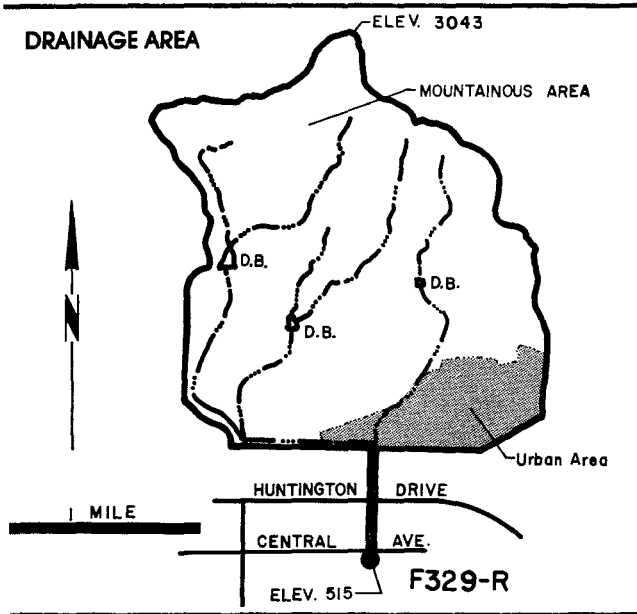 DRAINAGE AREA
ELEV. 3043
MOUNTAINOUS AREA
D.B.
D.B.
D.B.
N
Urban Area
HUNTINGTON DRIVE
1 MILE
CENTRAL AVE.
ELEV. 515
F329-R